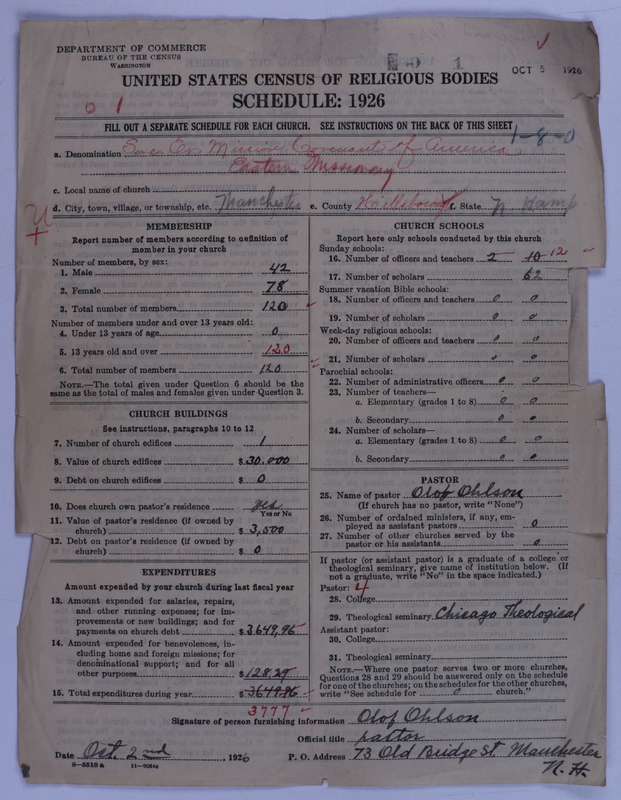 DEPARTMENT OF COMMERCE
BUREAU OF THE CENSUS
WASHINGTON
1
OCT 5 1926
UNITED STATES CENSUS OF RELIGIOUS BODIES
SCHEDULE: 1926
0 1
FILL OUT A SEPARATE SCHEDULE FOR EACH CHURCH. SEE INSTRUCTIONS ON THE BACK OF THIS SHEET
1-8-0
a. Denomination Swe. Ev. Mission Covenant of America
Eastern Missionary
c. Local name of church
d. City, town, village, or township, etc. Manchester e. County Hillsborough f. State N Hamp
MEMBERSHIP
Report number of members according to definition of
member in your church
Number of members, by sex:
1. Male 42
2. Female 78
3. Total number of members 120
Number of members under and over 13 years old:
4. Under 13 years of age 0
5. 13 years old and over 120
6. Total number of members 120
NOTE.—The total given under Question 6 should be the
same as the total of males and females given under Question 3.
CHURCH BUILDINGS
See instructions, paragraphs 10 to 12
7. Number of church edifices 1
8. Value of church edifices $ 30.000
9. Debt on church edifices $ 0
10. Does church own pastor's residence yes
Yes or No
11. Value of pastor's residence (if owned by
church) $ 3,500
12. Debt on pastor's residence (if owned by
church) $ 0
EXPENDITURES
Amount expended by your church during last fiscal year
13. Amount expended for salaries, repairs,
and other running expenses; for im-
provements or new buildings; and for
payments on church debt $ 3649,96
14. Amount expended for benevolences, in-
cluding home and foreign missions; for
denominational support; and for all
other purposes $ 128.27
15. Total expenditures during year $ 3649.96
3777
CHURCH SCHOOLS
Report here only schools conducted by this church
Sunday schools:
16. Number of officers and teachers 2 10 12
17. Number of scholars 62
Summer vacation Bible schools:
18. Number of officers and teachers 0 0
19. Number of scholars 0 0
Week-day religious schools:
20. Number of officers and teachers 0 0
21. Number of scholars 0 0
Parochial schools:
22. Number of administrative officers 0 0
23. Number of teachers—
a. Elementary (grades 1 to 8) 0 0
b. Secondary 0 0
24. Number of scholars—
a. Elementary (grades 1 to 8) 0 0
b. Secondary 0 0
PASTOR
25. Name of pastor Olof Ohlson
(If church has no pastor, write "None")
26. Number of ordained ministers, if any, em-
ployed as assistant pastors 0
27. Number of other churches served by the
pastor or his assistants 0
If pastor (or assistant pastor) is a graduate of a college or
theological seminary, give name of institution below. (If
not a graduate, write "No" in the space indicated.)
Pastor: 4
28. College
29. Theological seminary Chicago Theological
Assistant pastor:
30. College
31. Theological seminary
NOTE.—Where one pastor serves two or more churches,
Questions 28 and 29 should be answered only on the schedule
for one of the churches; on the schedules for the other churches,
write "See schedule for 0 church."
Signature of person furnishing information Olof Ohlson
Official title pastor
Date Oct. 2nd, 1926 P. O. Address 73 Old Bridge St. Manchester
N. H.
8-5518 a 11-9054